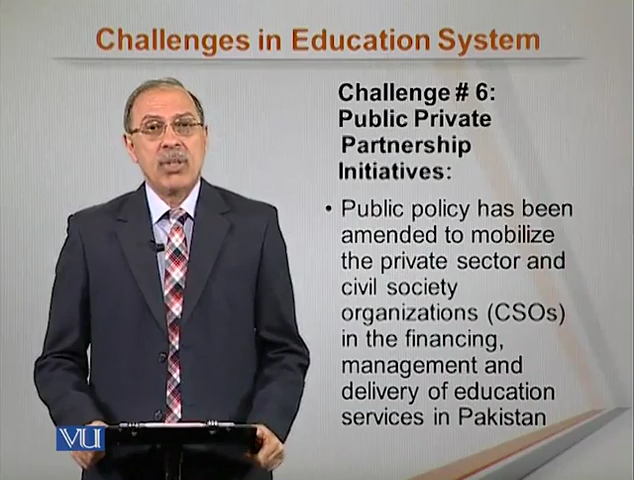 Challenges in Education System
Challenge # 6:
Public Private
Partnership
Initiatives:
• Public policy has been
amended to mobilize
the private sector and
civil society
organizations (CSOs)
in the financing,
management and
delivery of education
services in Pakistan
VU